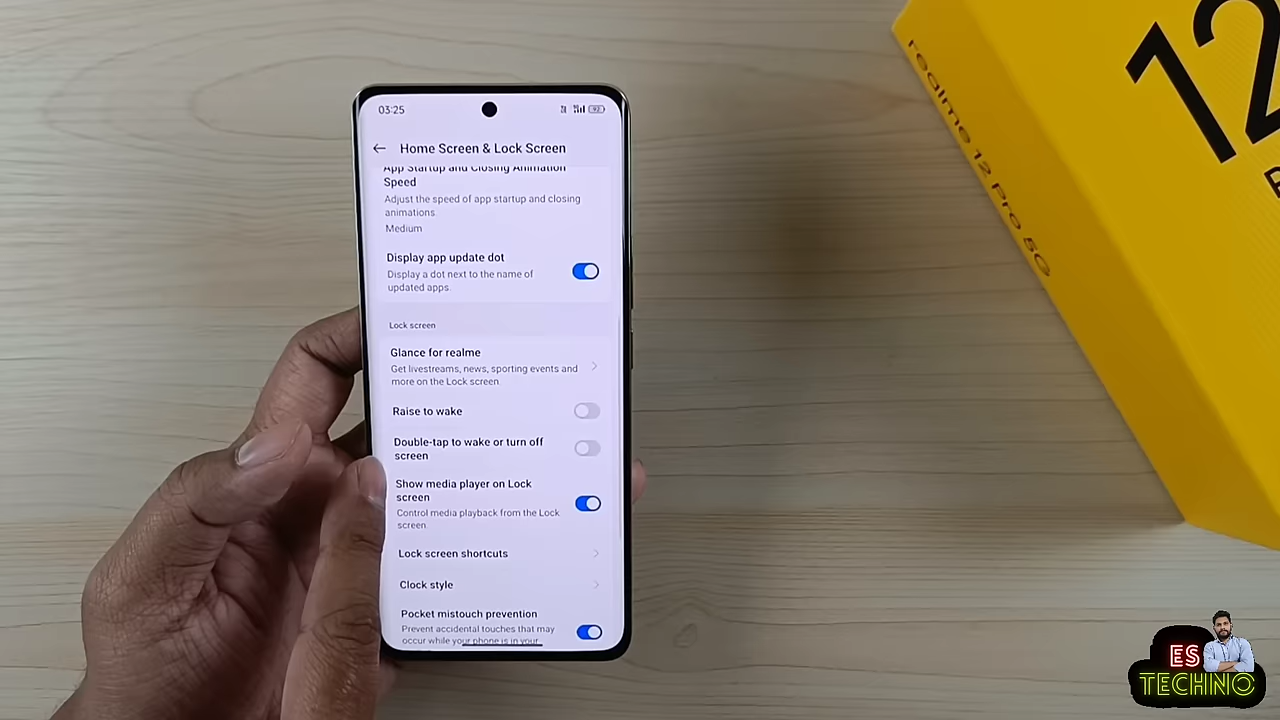 03:25
92
Home Screen & Lock Screen
App Startup and Closing Animation
Speed
Adjust the speed of app startup and closing
animations.
Medium
Display app update dot
Display a dot next to the name of
updated apps.
Lock screen
Glance for realme
Get livestreams, news, sporting events and
more on the Lock screen.
Raise to wake
Double-tap to wake or turn off
screen
Show media player on Lock
screen
Control media playback from the Lock
screen.
Lock screen shortcuts
Clock style
Pocket mistouch prevention
Prevent accidental touches that may
occur while your phone is in your
12
realme 12 Pro 5G
ES
TECHNO